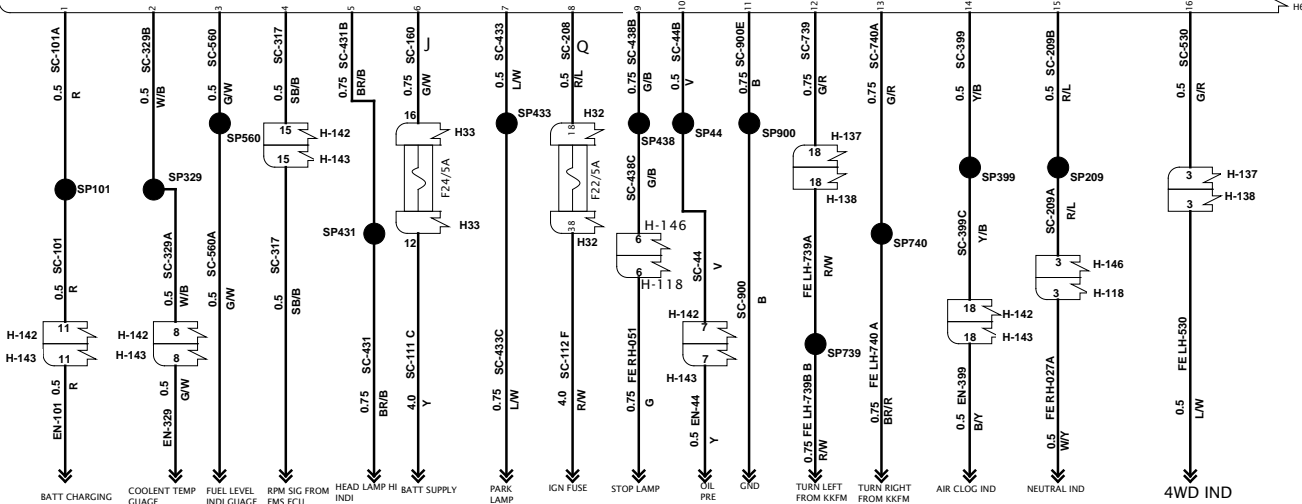 1 2 3 4 5 6 7 8 9 10 11 12 13 14 15 16
0.5 SC-101A
R
0.5 SC-329B
W/B
0.5 SC-560
G/W
0.5 SC-317
SB/B
0.75 SC-431B
BR/B
0.75 SC-160
G/W
J
0.5 SC-433
L/W
0.5 SC-208
R/L
Q
0.75 SC-438B
G/B
0.5 SC-44B
V
0.75 SC-900E
B
0.75 SC-739
G/R
0.75 SC-740A
G/R
0.5 SC-399
Y/B
0.5 SC-209B
R/L
0.5 SC-530
G/R
SP101
SP329
SP560
15 H-142
15 H-143
SP431
16 H33
F24/5A
12 H33
SP433
18 H32
F22/5A
38 H32
SP438
SP44
SP900
18 H-137
18 H-138
SP740
SP399
SP209
3 H-137
3 H-138
0.5 SC-101
R
0.5 SC-329A
W/B
0.5 SC-560A
G/W
0.5 SC-317
SB/B
0.75 SC-431
BR/B
4.0 SC-111 C
Y
0.75 SC-433C
L/W
4.0 SC-112 F
R/W
SC-438C
G/B
H-146
6
6
H-118
SC-44
V
SC-900
B
FE LH-739A
R/W
SP739
0.75 FE LH-740 A
BR/R
SC-399C
Y/B
SC-209A
R/L
3 H-146
3 H-118
0.5 FE LH-530
L/W
H-142 11
H-143 11
H-142 8
H-143 8
H-142
7
7
H-143
18 H-142
18 H-143
EN-101 0.5
R
EN-329 0.5
G/W
0.75 FE RH-051
G
0.5 EN-44
Y
0.75 FE LH-739B B
R/W
0.5 EN-399
B/Y
0.5 FE RH-027A
W/Y
BATT CHARGING
COOLENT TEMP
GUAGE
FUEL LEVEL
INDI GUAGE
RPM SIG FROM
EMS ECU
HEAD LAMP HI
INDI
BATT SUPPLY
PARK
LAMP
IGN FUSE
STOP LAMP
OIL
PRE
GND
TURN LEFT
FROM KKFM
TURN RIGHT
FROM KKFM
AIR CLOG IND
NEUTRAL IND
4WD IND